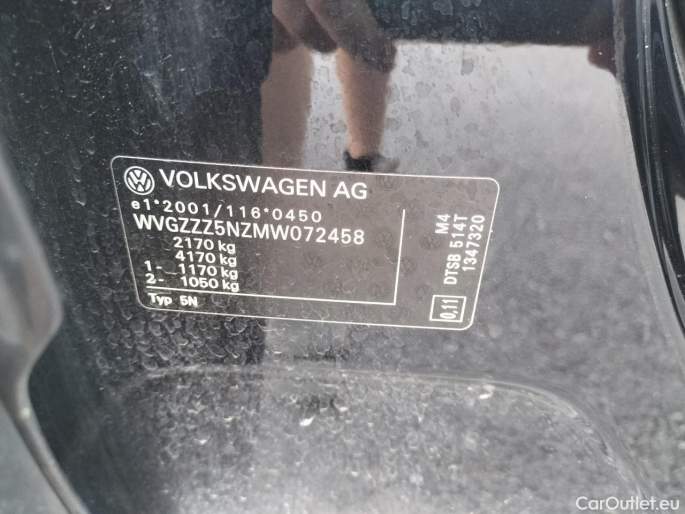 VOLKSWAGEN AG
e1*2001/116*0450
WVGZZZ5NZMW072458
2170 kg
4170 kg
1- 1170 kg
2- 1050 kg
Typ 5N
M4
DTSB 514T
1347320
0,11
CarOutlet.eu